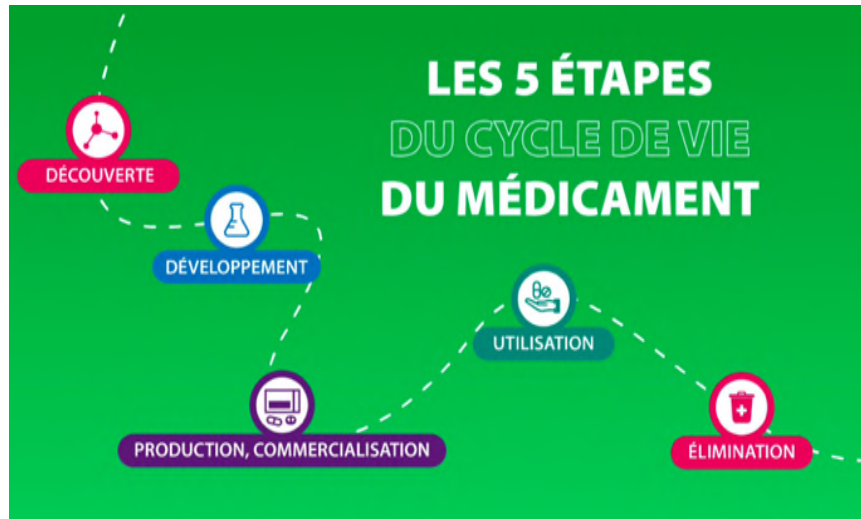 LES 5 ÉTAPES
DU CYCLE DE VIE
DU MÉDICAMENT
DÉCOUVERTE
DÉVELOPPEMENT
PRODUCTION, COMMERCIALISATION
UTILISATION
ÉLIMINATION